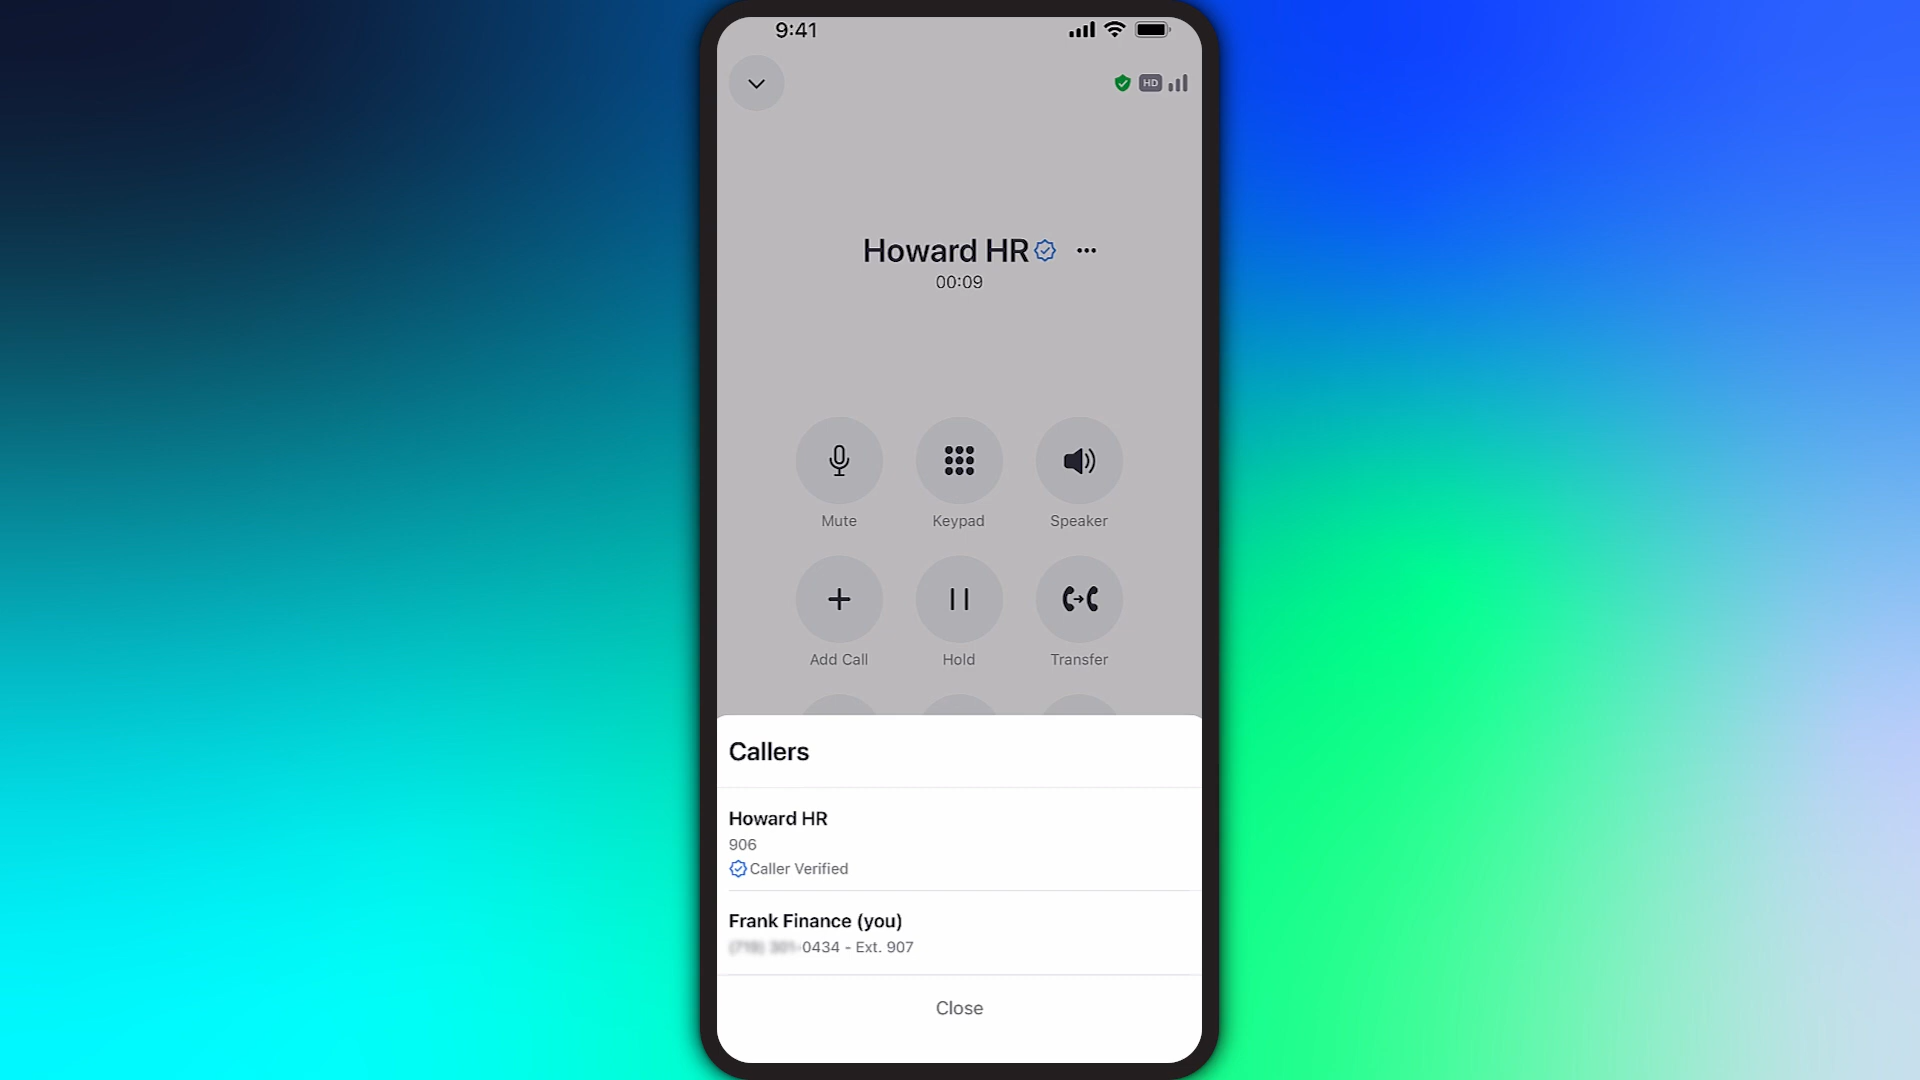 9:41
HD
Howard HR
00:09
Mute
Keypad
Speaker
Add Call
Hold
Transfer
Callers
Howard HR
906
Caller Verified
Frank Finance (you)
0434 - Ext. 907
Close